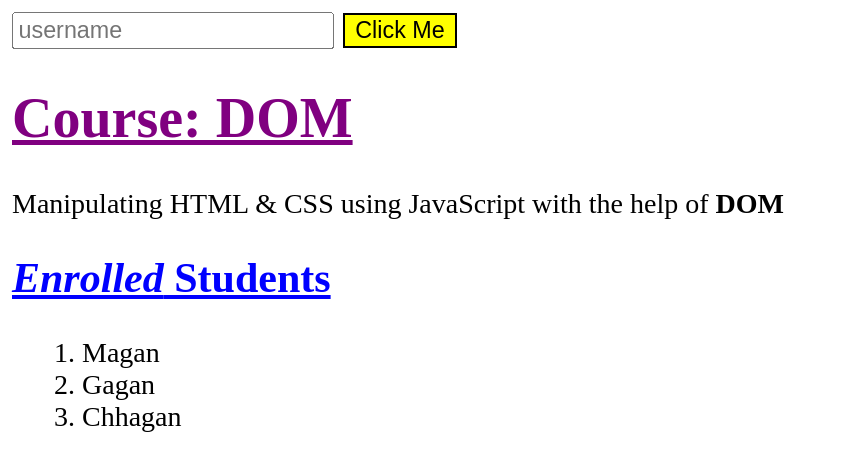 username Click Me
Course: DOM
Manipulating HTML & CSS using JavaScript with the help of DOM
Enrolled Students
1. Magan
2. Gagan
3. Chhagan